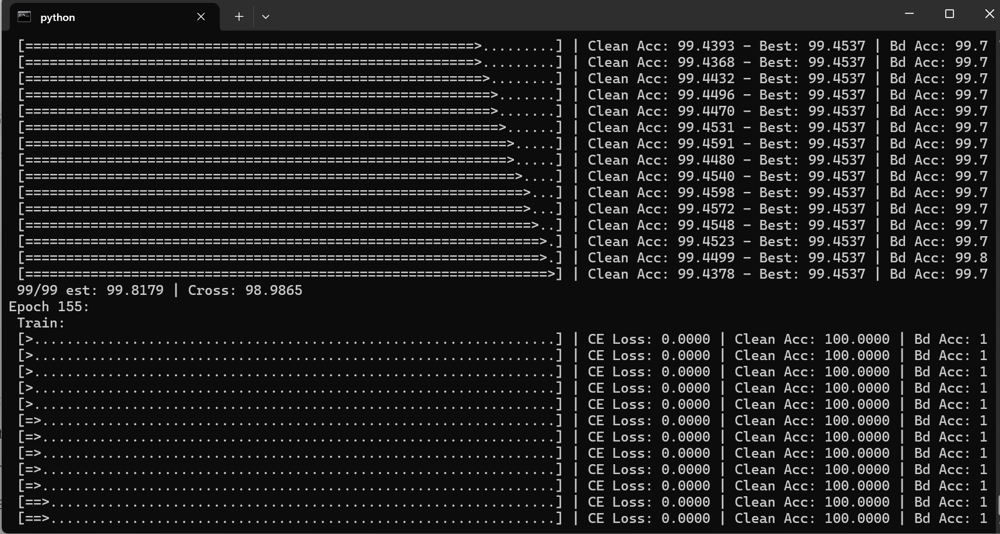 python
[=======================================================>.........] | Clean Acc: 99.4393 - Best: 99.4537 | Bd Acc: 99.7
[=======================================================>.........] | Clean Acc: 99.4368 - Best: 99.4537 | Bd Acc: 99.7
[========================================================>........] | Clean Acc: 99.4432 - Best: 99.4537 | Bd Acc: 99.7
[=========================================================>.......] | Clean Acc: 99.4496 - Best: 99.4537 | Bd Acc: 99.7
[=========================================================>.......] | Clean Acc: 99.4470 - Best: 99.4537 | Bd Acc: 99.7
[==========================================================>......] | Clean Acc: 99.4531 - Best: 99.4537 | Bd Acc: 99.7
[===========================================================>.....] | Clean Acc: 99.4591 - Best: 99.4537 | Bd Acc: 99.7
[===========================================================>.....] | Clean Acc: 99.4480 - Best: 99.4537 | Bd Acc: 99.7
[============================================================>....] | Clean Acc: 99.4540 - Best: 99.4537 | Bd Acc: 99.7
[=============================================================>...] | Clean Acc: 99.4598 - Best: 99.4537 | Bd Acc: 99.7
[=============================================================>...] | Clean Acc: 99.4572 - Best: 99.4537 | Bd Acc: 99.7
[==============================================================>..] | Clean Acc: 99.4548 - Best: 99.4537 | Bd Acc: 99.7
[===============================================================>.] | Clean Acc: 99.4523 - Best: 99.4537 | Bd Acc: 99.7
[===============================================================>.] | Clean Acc: 99.4499 - Best: 99.4537 | Bd Acc: 99.8
[================================================================>] | Clean Acc: 99.4378 - Best: 99.4537 | Bd Acc: 99.7
99/99 est: 99.8179 | Cross: 98.9865
Epoch 155:
Train:
[>................................................................] | CE Loss: 0.0000 | Clean Acc: 100.0000 | Bd Acc: 1
[>................................................................] | CE Loss: 0.0000 | Clean Acc: 100.0000 | Bd Acc: 1
[>................................................................] | CE Loss: 0.0000 | Clean Acc: 100.0000 | Bd Acc: 1
[>................................................................] | CE Loss: 0.0000 | Clean Acc: 100.0000 | Bd Acc: 1
[>................................................................] | CE Loss: 0.0000 | Clean Acc: 100.0000 | Bd Acc: 1
[=>...............................................................] | CE Loss: 0.0000 | Clean Acc: 100.0000 | Bd Acc: 1
[=>...............................................................] | CE Loss: 0.0000 | Clean Acc: 100.0000 | Bd Acc: 1
[=>...............................................................] | CE Loss: 0.0000 | Clean Acc: 100.0000 | Bd Acc: 1
[=>...............................................................] | CE Loss: 0.0000 | Clean Acc: 100.0000 | Bd Acc: 1
[=>...............................................................] | CE Loss: 0.0000 | Clean Acc: 100.0000 | Bd Acc: 1
[==>..............................................................] | CE Loss: 0.0000 | Clean Acc: 100.0000 | Bd Acc: 1
[==>..............................................................] | CE Loss: 0.0000 | Clean Acc: 100.0000 | Bd Acc: 1